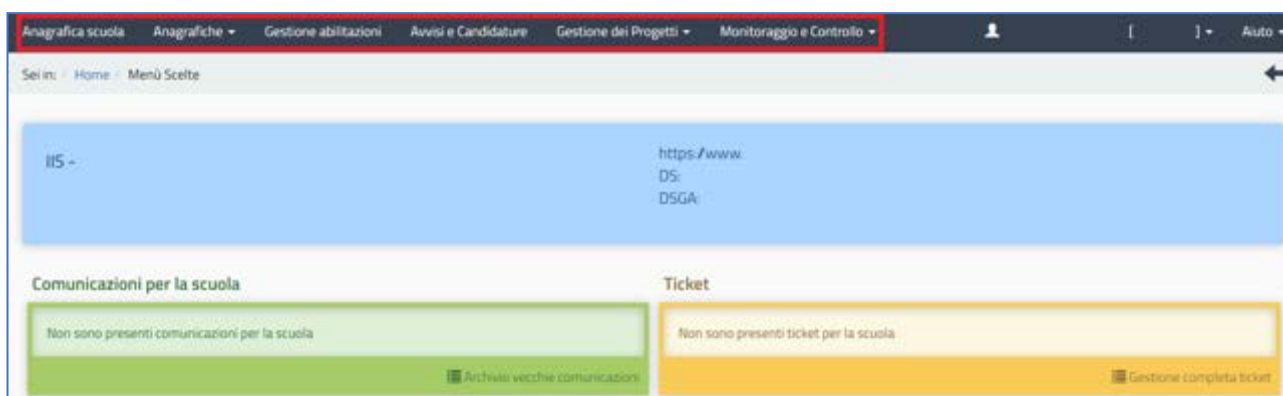 Anagrafica scuola Anagrafiche Gestione abilitazioni Avvisi e Candidature Gestione dei Progetti Monitoraggio e Controllo [ ] Aiuto
Sei in: / Home / Menù Scelte
IIS -
https://www.
DS:
DSGA:
Comunicazioni per la scuola
Ticket
Non sono presenti comunicazioni per la scuola
Non sono presenti ticket per la scuola
Archivio vecchie comunicazioni
Gestione completa ticket